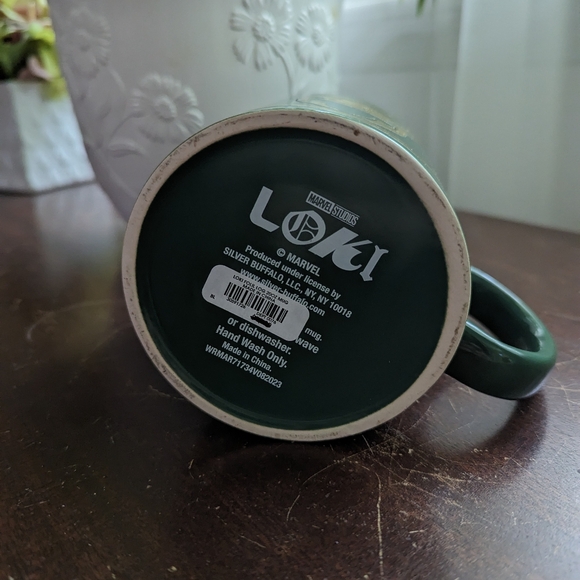 MARVEL STUDIOS
LOKI
© MARVEL
Produced under license by
SILVER BUFFALO, LLC., NY, NY 10018
www.silver-buffalo.com
mug.
wave
or dishwasher.
Hand Wash Only.
Made in China.
WRMAR71734V082023